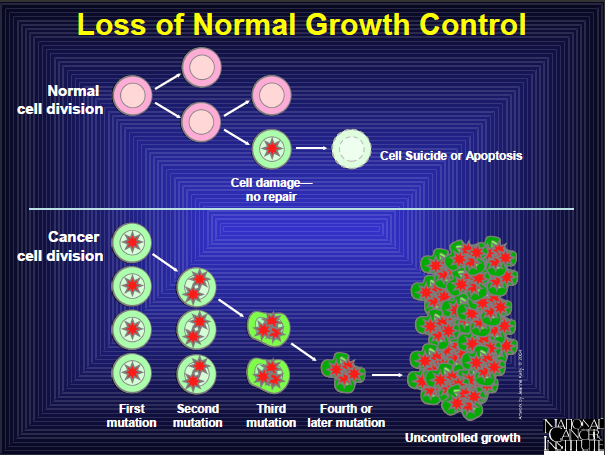 Loss of Normal Growth Control
Normal
cell division
Cell Suicide or Apoptosis
Cell damage—
no repair
Cancer
cell division
First
mutation
Second
mutation
Third
mutation
Fourth or
later mutation
Uncontrolled growth
NATIONAL
CANCER
INSTITUTE